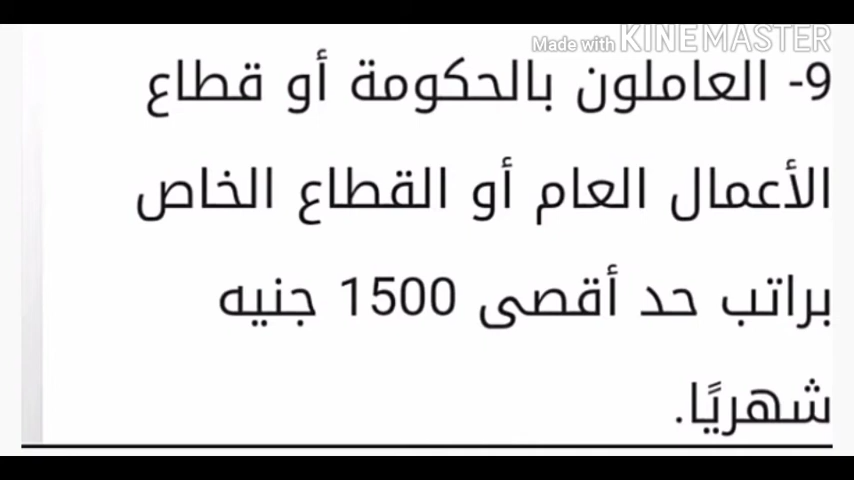 Made with KINEMASTER
9- العاملون بالحكومة أو قطاع
الأعمال العام أو القطاع الخاص
براتب حد أقصى 1500 جنيه
شهريًا.